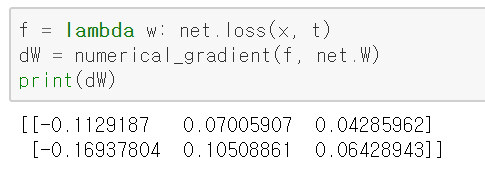 f = lambda w: net.loss(x, t)
dW = numerical_gradient(f, net.W)
print(dW)
[[-0.1129187   0.07005907  0.04285962]
 [-0.16937804  0.10508861  0.06428943]]